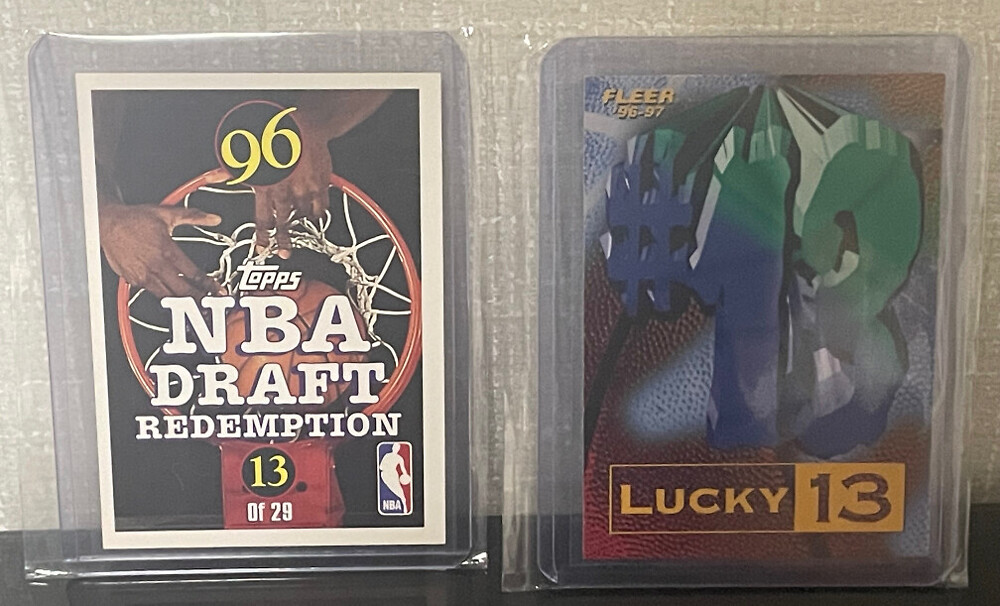 96
Topps
NBA
DRAFT
REDEMPTION
13
Of 29
NBA
FLEER
96-97
#13
LUCKY 13